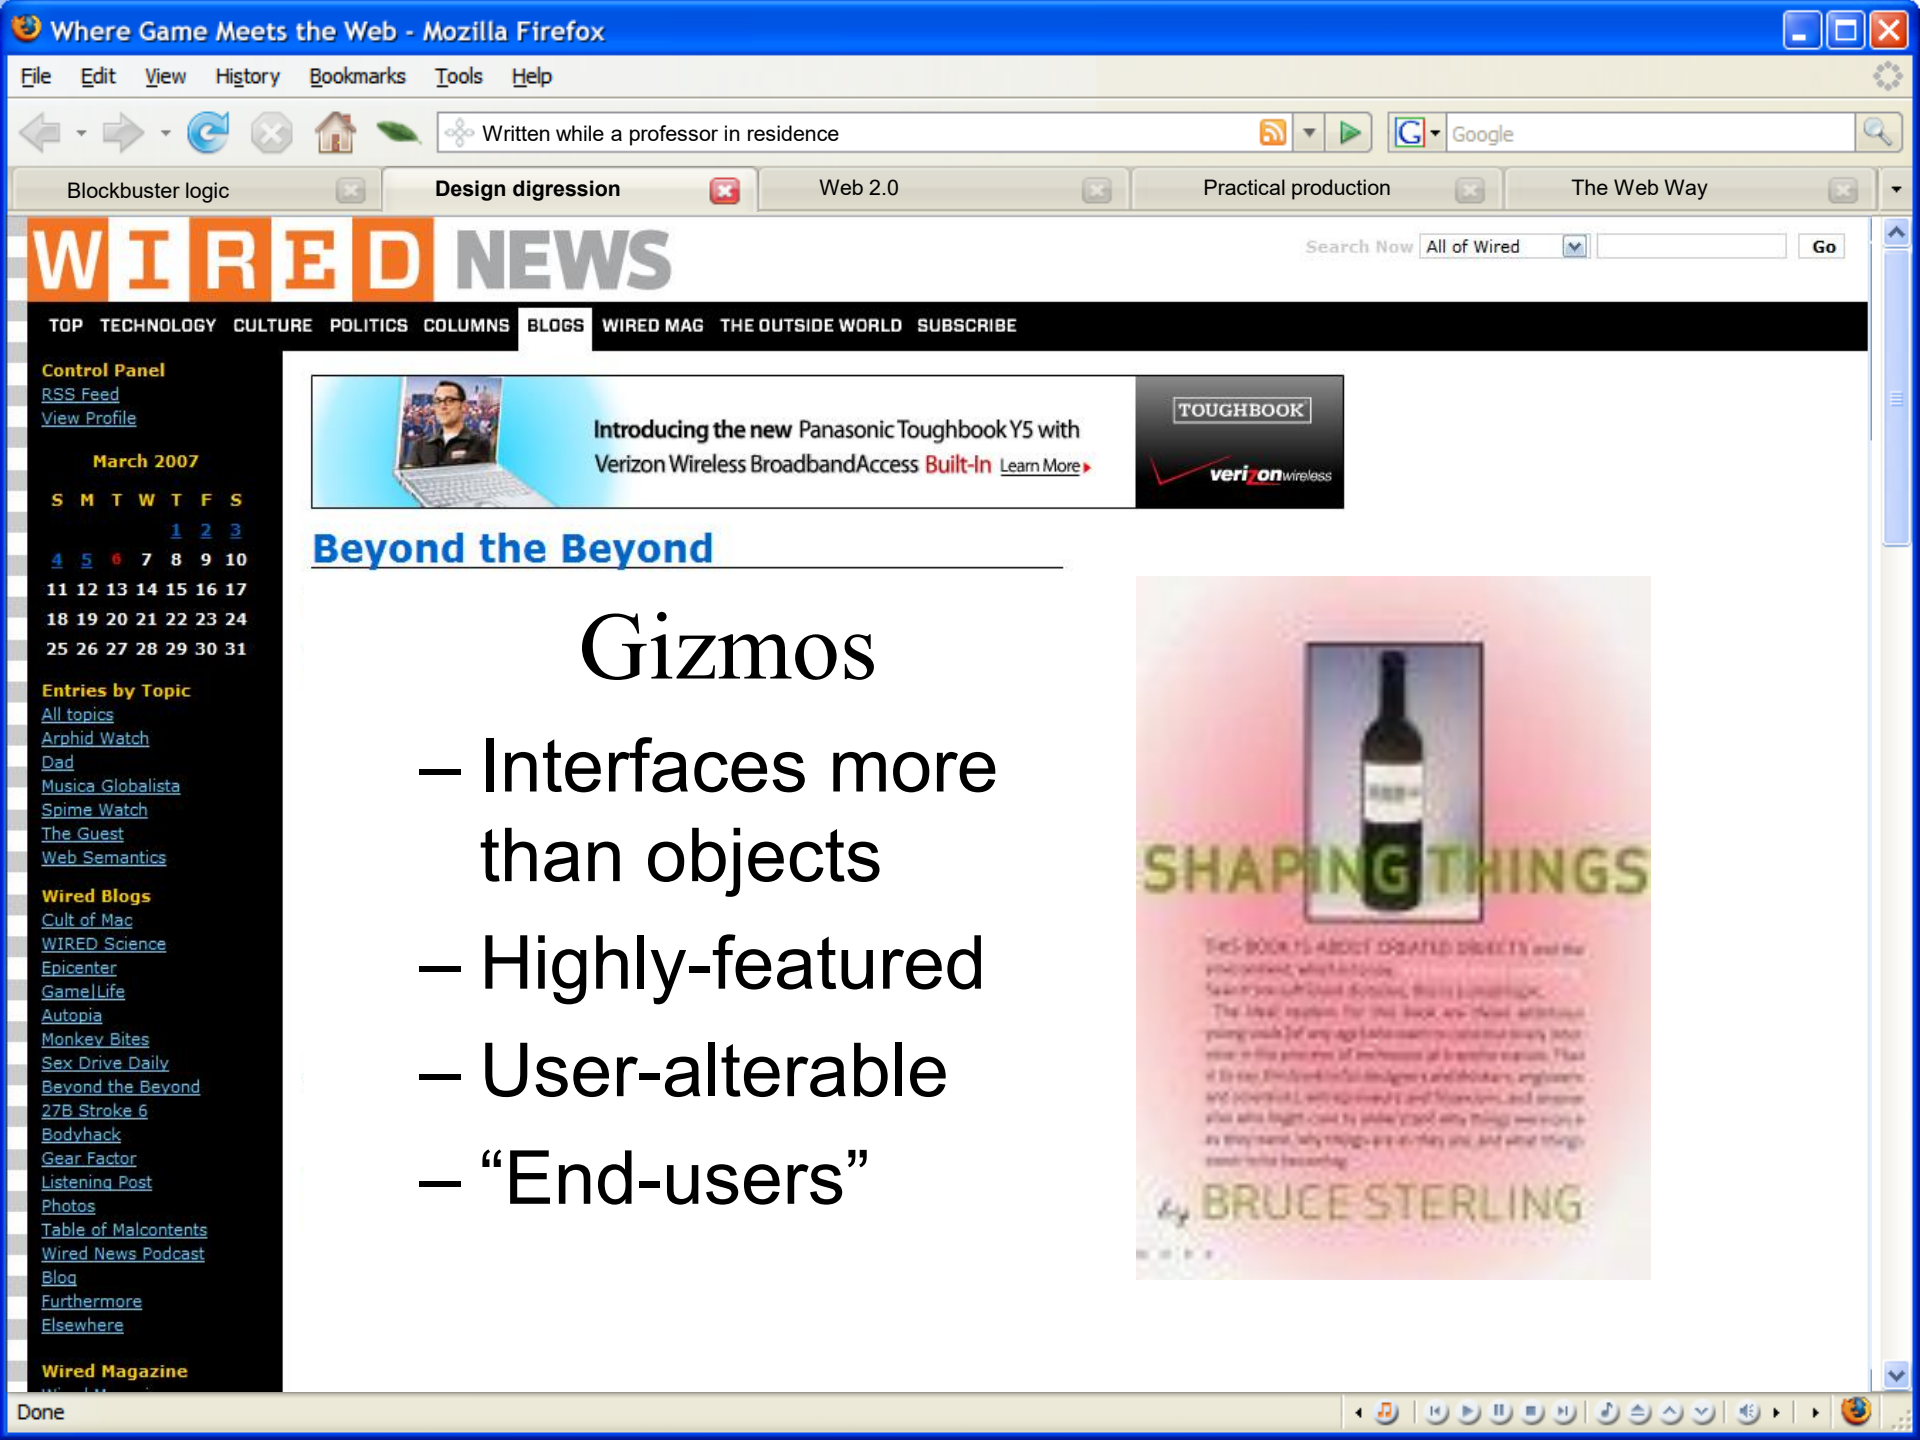 Where Game Meets the Web - Mozilla Firefox
File Edit View History Bookmarks Tools Help
Written while a professor in residence
G Google
Blockbuster logic
Design digression
Web 2.0
Practical production
The Web Way
WIRED NEWS
Search Now All of Wired Go
TOP TECHNOLOGY CULTURE POLITICS COLUMNS BLOGS WIRED MAG THE OUTSIDE WORLD SUBSCRIBE
Control Panel
RSS Feed
View Profile
March 2007
S M T W T F S
1 2 3
4 5 6 7 8 9 10
11 12 13 14 15 16 17
18 19 20 21 22 23 24
25 26 27 28 29 30 31
Entries by Topic
All topics
Arphid Watch
Dad
Musica Globalista
Spime Watch
The Guest
Web Semantics
Wired Blogs
Cult of Mac
WIRED Science
Epicenter
Game|Life
Autopia
Monkey Bites
Sex Drive Daily
Beyond the Beyond
27B Stroke 6
Bodyhack
Gear Factor
Listening Post
Photos
Table of Malcontents
Wired News Podcast
Blog
Furthermore
Elsewhere
Wired Magazine
Introducing the new Panasonic Toughbook Y5 with
Verizon Wireless BroadbandAccess Built-In Learn More
TOUGHBOOK
verizonwireless
Beyond the Beyond
Gizmos
– Interfaces more
than objects
– Highly-featured
– User-alterable
– “End-users”
SHAPING THINGS
THIS BOOK IS ABOUT CREATED OBJECTS and the
by BRUCE STERLING
Done